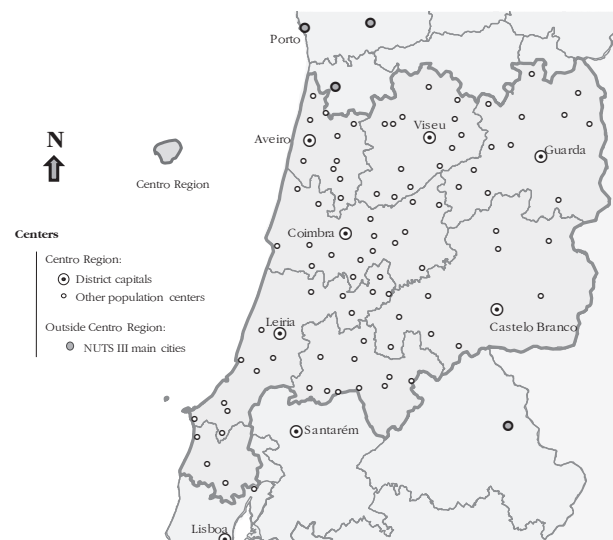 Porto
N
Aveiro
Viseu
Guarda
Centro Region
Coimbra
Centers
Centro Region:
District capitals
Other population centers
Outside Centro Region:
NUTS III main cities
Leiria
Castelo Branco
Santarém
Lisboa